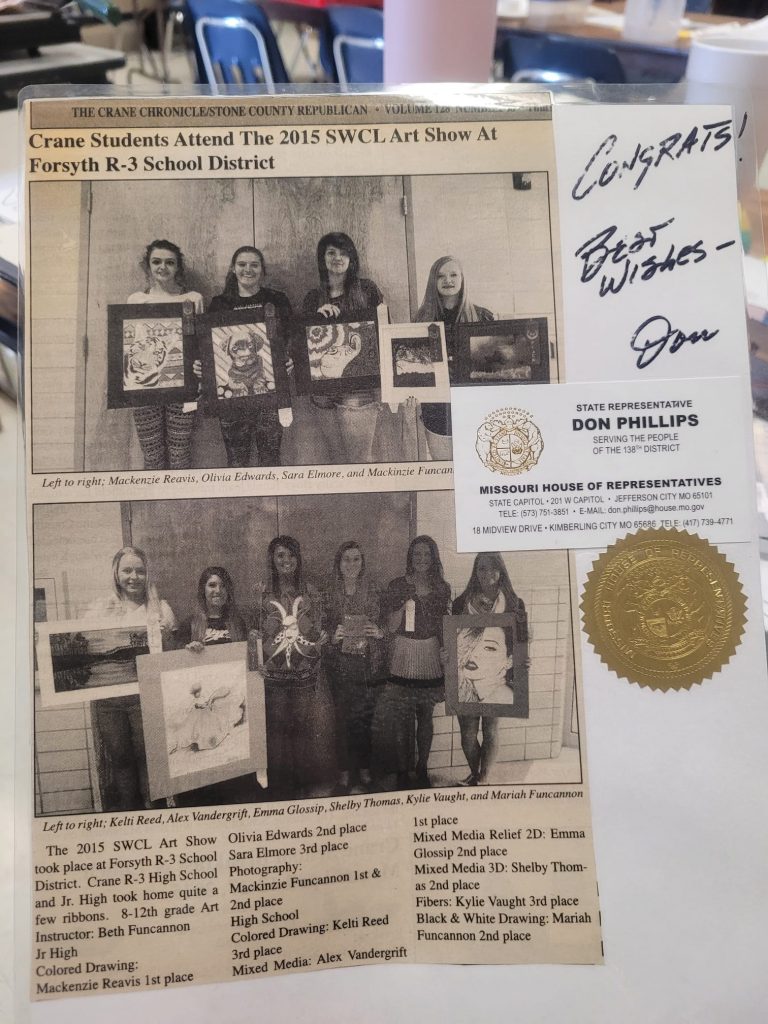 THE CRANE CHRONICLE/STONE COUNTY REPUBLICAN • VOLUME 128
Crane Students Attend The 2015 SWCL Art Show At
Forsyth R-3 School District
CONGRATS!
BEST
WISHES –
Don
STATE REPRESENTATIVE
DON PHILLIPS
SERVING THE PEOPLE
OF THE 138TH DISTRICT
MISSOURI HOUSE OF REPRESENTATIVES
STATE CAPITOL • 201 W CAPITOL • JEFFERSON CITY MO 65101
TELE: (573) 751-3851 • E-MAIL: don.phillips@house.mo.gov
18 MIDVIEW DRIVE • KIMBERLING CITY MO 65686 TELE: (417) 739-4771
MISSOURI HOUSE OF REPRESENTATIVES
Left to right; Mackenzie Reavis, Olivia Edwards, Sara Elmore, and Mackinzie Funcan
Left to right; Kelti Reed, Alex Vandergrift, Emma Glossip, Shelby Thomas, Kylie Vaught, and Mariah Funcannon
The 2015 SWCL Art Show
took place at Forsyth R-3 School
District. Crane R-3 High School
and Jr. High took home quite a
few ribbons. 8-12th grade Art
Instructor: Beth Funcannon
Jr High
Colored Drawing:
Mackenzie Reavis 1st place
Olivia Edwards 2nd place
Sara Elmore 3rd place
Photography:
Mackinzie Funcannon 1st &
2nd place
High School
Colored Drawing: Kelti Reed
3rd place
Mixed Media: Alex Vandergrift
1st place
Mixed Media Relief 2D: Emma
Glossip 2nd place
Mixed Media 3D: Shelby Thom-
as 2nd place
Fibers: Kylie Vaught 3rd place
Black & White Drawing: Mariah
Funcannon 2nd place